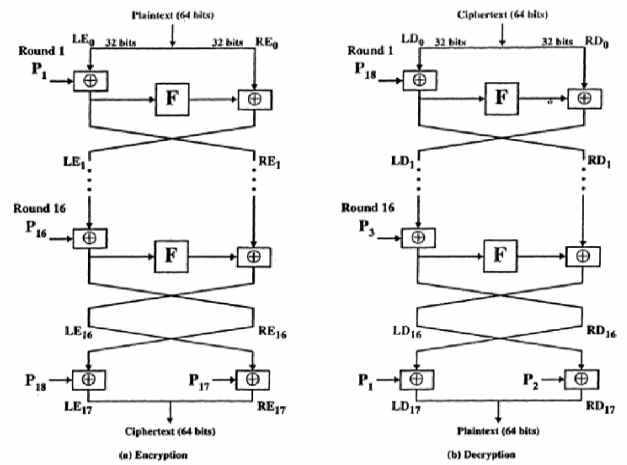 Plaintext (64 bits)
LE0 32 bits 32 bits RE0
Round 1
P1
F
LE1 RE1
Round 16
P16
F
LE16 RE16
P18 P17
LE17 RE17
Ciphertext (64 bits)
(a) Encryption
Ciphertext (64 bits)
LD0 32 bits 32 bits RD0
Round 1
P18
F
LD1 RD1
Round 16
P3
F
LD16 RD16
P1 P2
LD17 RD17
Plaintext (64 bits)
(b) Decryption